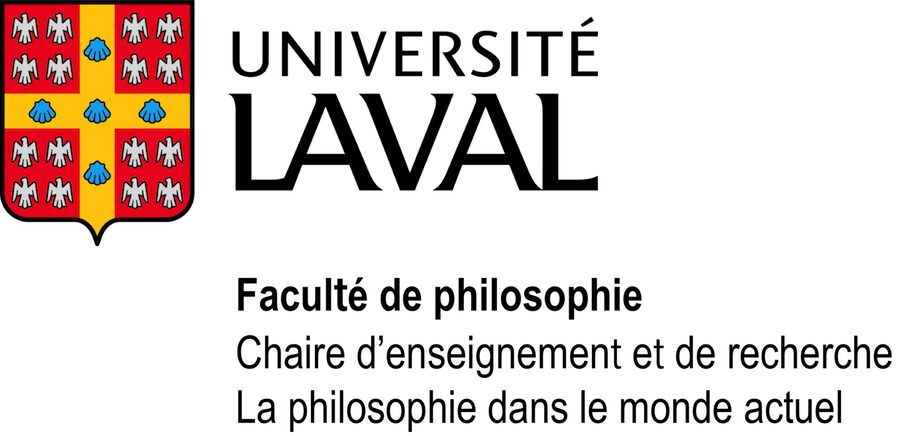 UNIVERSITÉ
LAVAL
Faculté de philosophie
Chaire d’enseignement et de recherche
La philosophie dans le monde actuel